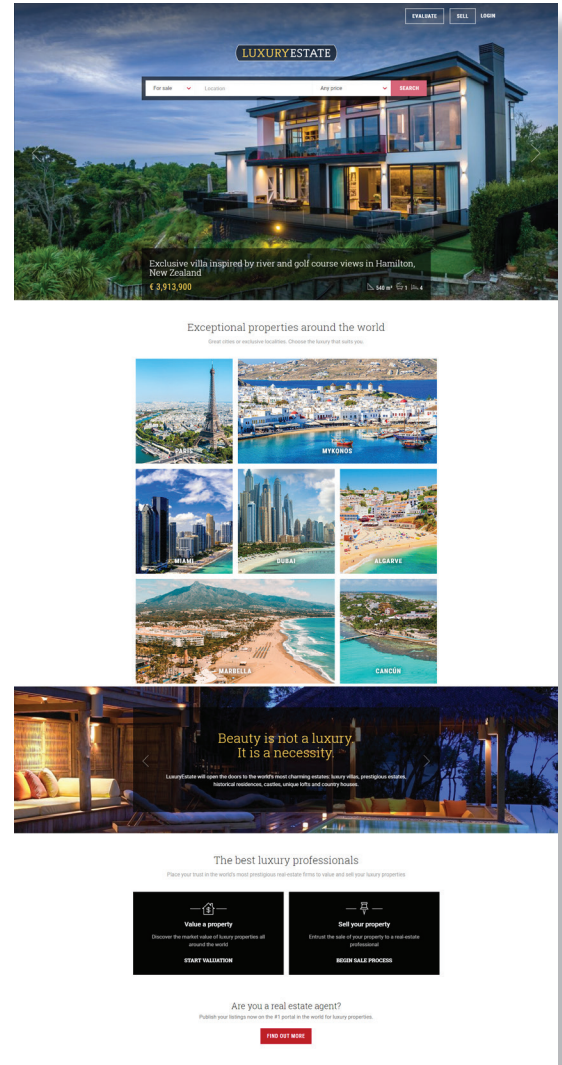 EVALUATE SELL LOGIN
LUXURYESTATE
For sale Location Any price SEARCH
Exclusive villa inspired by river and golf course views in Hamilton,
New Zealand
€ 3,913,900 540 m² 1 4
Exceptional properties around the world
Great cities or exclusive localities. Choose the luxury that suits you.
PARIS MYKONOS
MIAMI DUBAI ALGARVE
MARBELLA CANCÚN
Beauty is not a luxury.
It is a necessity.
LuxuryEstate will open the doors to the world's most charming estates: luxury villas, prestigious estates,
historical residences, castles, unique lofts and country houses.
The best luxury professionals
Place your trust in the world's most prestigious real-estate firms to value and sell your luxury properties.
Value a property Sell your property
Discover the market value of luxury properties all Entrust the sale of your property to a real-estate
around the world professional
START VALUATION BEGIN SALE PROCESS
Are you a real estate agent?
Publish your listings now on the #1 portal in the world for luxury properties.
FIND OUT MORE